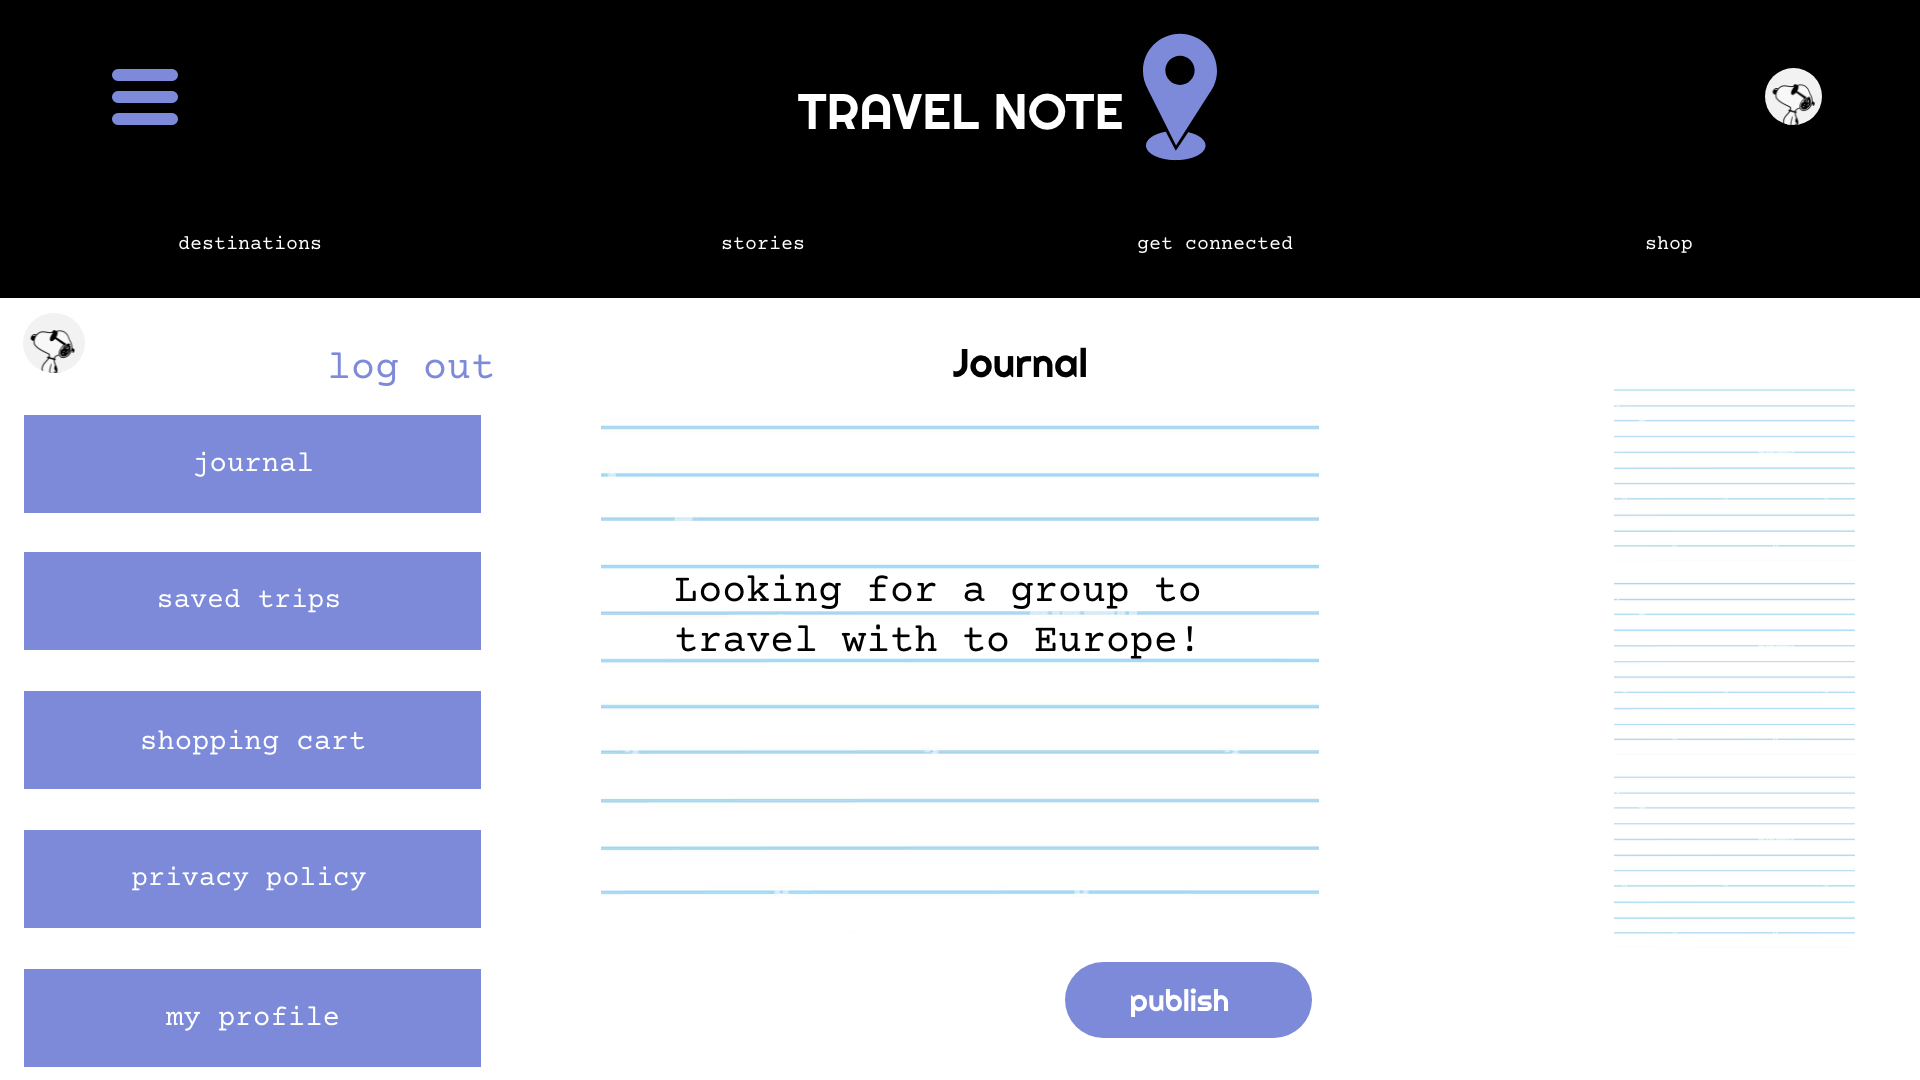 TRAVEL NOTE
destinations
stories
get connected
shop
log out
Journal
journal
saved trips
shopping cart
privacy policy
my profile
Looking for a group to
travel with to Europe!
publish